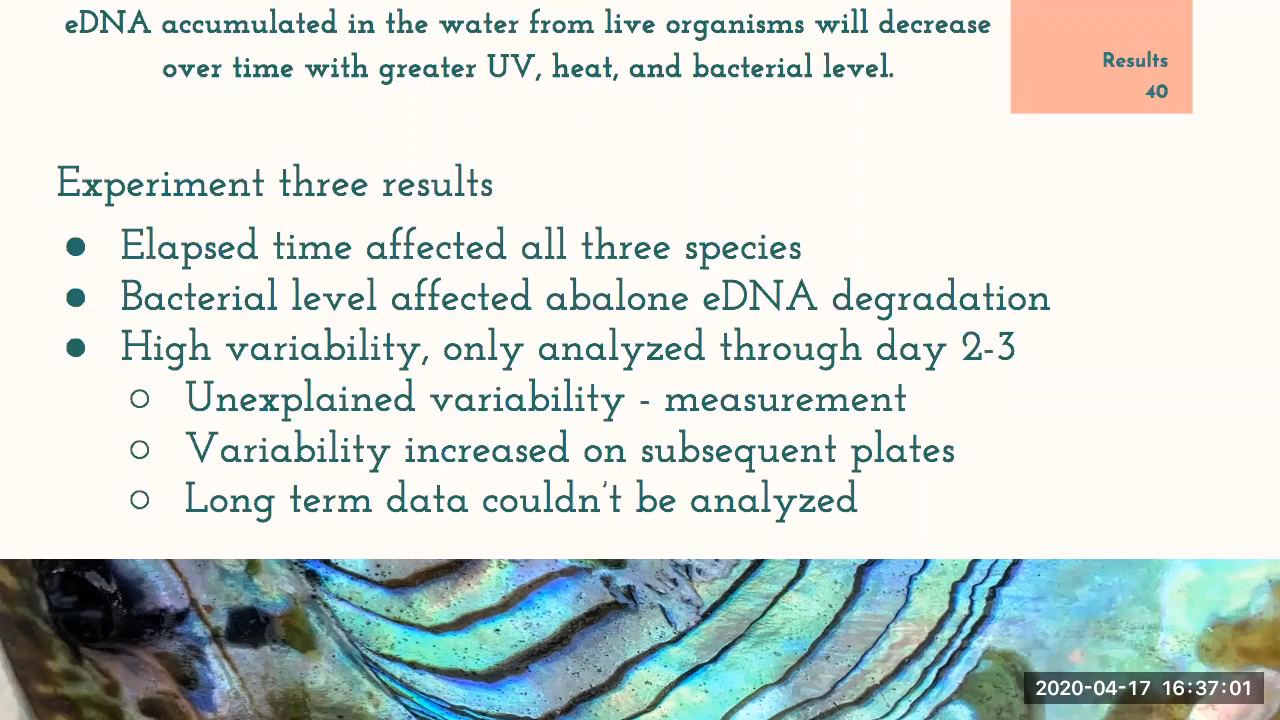 eDNA accumulated in the water from live organisms will decrease
over time with greater UV, heat, and bacterial level.
Results
40
Experiment three results
● Elapsed time affected all three species
● Bacterial level affected abalone eDNA degradation
● High variability, only analyzed through day 2-3
○ Unexplained variability - measurement
○ Variability increased on subsequent plates
○ Long term data couldn't be analyzed
2020-04-17 16:37:01